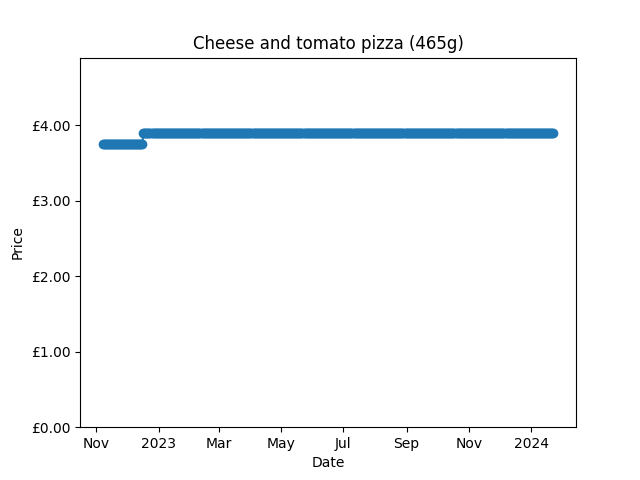 Cheese and tomato pizza (465g)
£4.00
£3.00
£2.00
£1.00
£0.00
Price
Nov 2023 Mar May Jul Sep Nov 2024
Date